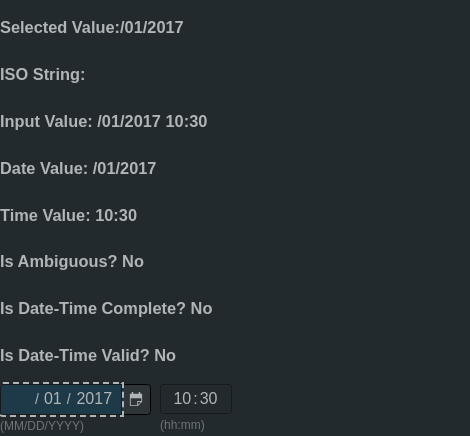 Selected Value:/01/2017
ISO String:
Input Value: /01/2017 10:30
Date Value: /01/2017
Time Value: 10:30
Is Ambiguous? No
Is Date-Time Complete? No
Is Date-Time Valid? No
/ 01 / 2017 10:30
(MM/DD/YYYY) (hh:mm)